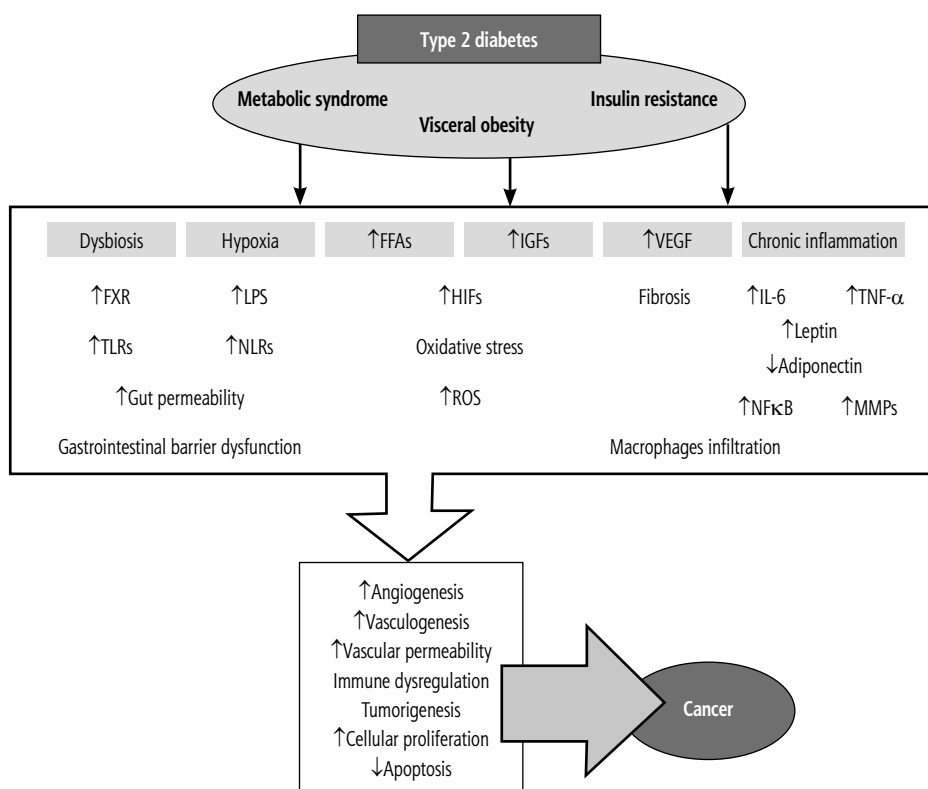 Type 2 diabetes
Metabolic syndrome
Insulin resistance
Visceral obesity
Dysbiosis
Hypoxia
↑FFAs
↑IGFs
↑VEGF
Chronic inflammation
↑FXR
↑LPS
↑HIFs
Fibrosis
↑IL-6
↑TNF-α
↑Leptin
↑TLRs
↑NLRs
Oxidative stress
↓Adiponectin
↑Gut permeability
↑ROS
↑NFκB
↑MMPs
Gastrointestinal barrier dysfunction
Macrophages infiltration
↑Angiogenesis
↑Vasculogenesis
↑Vascular permeability
Immune dysregulation
Tumorigenesis
↑Cellular proliferation
↓Apoptosis
Cancer